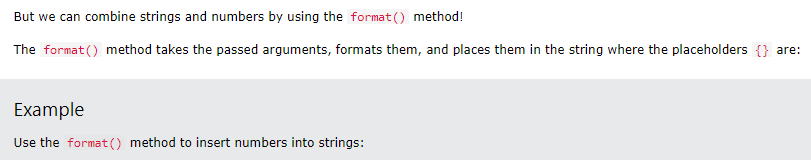 But we can combine strings and numbers by using the format() method!
The format() method takes the passed arguments, formats them, and places them in the string where the placeholders {} are:
Example
Use the format() method to insert numbers into strings: